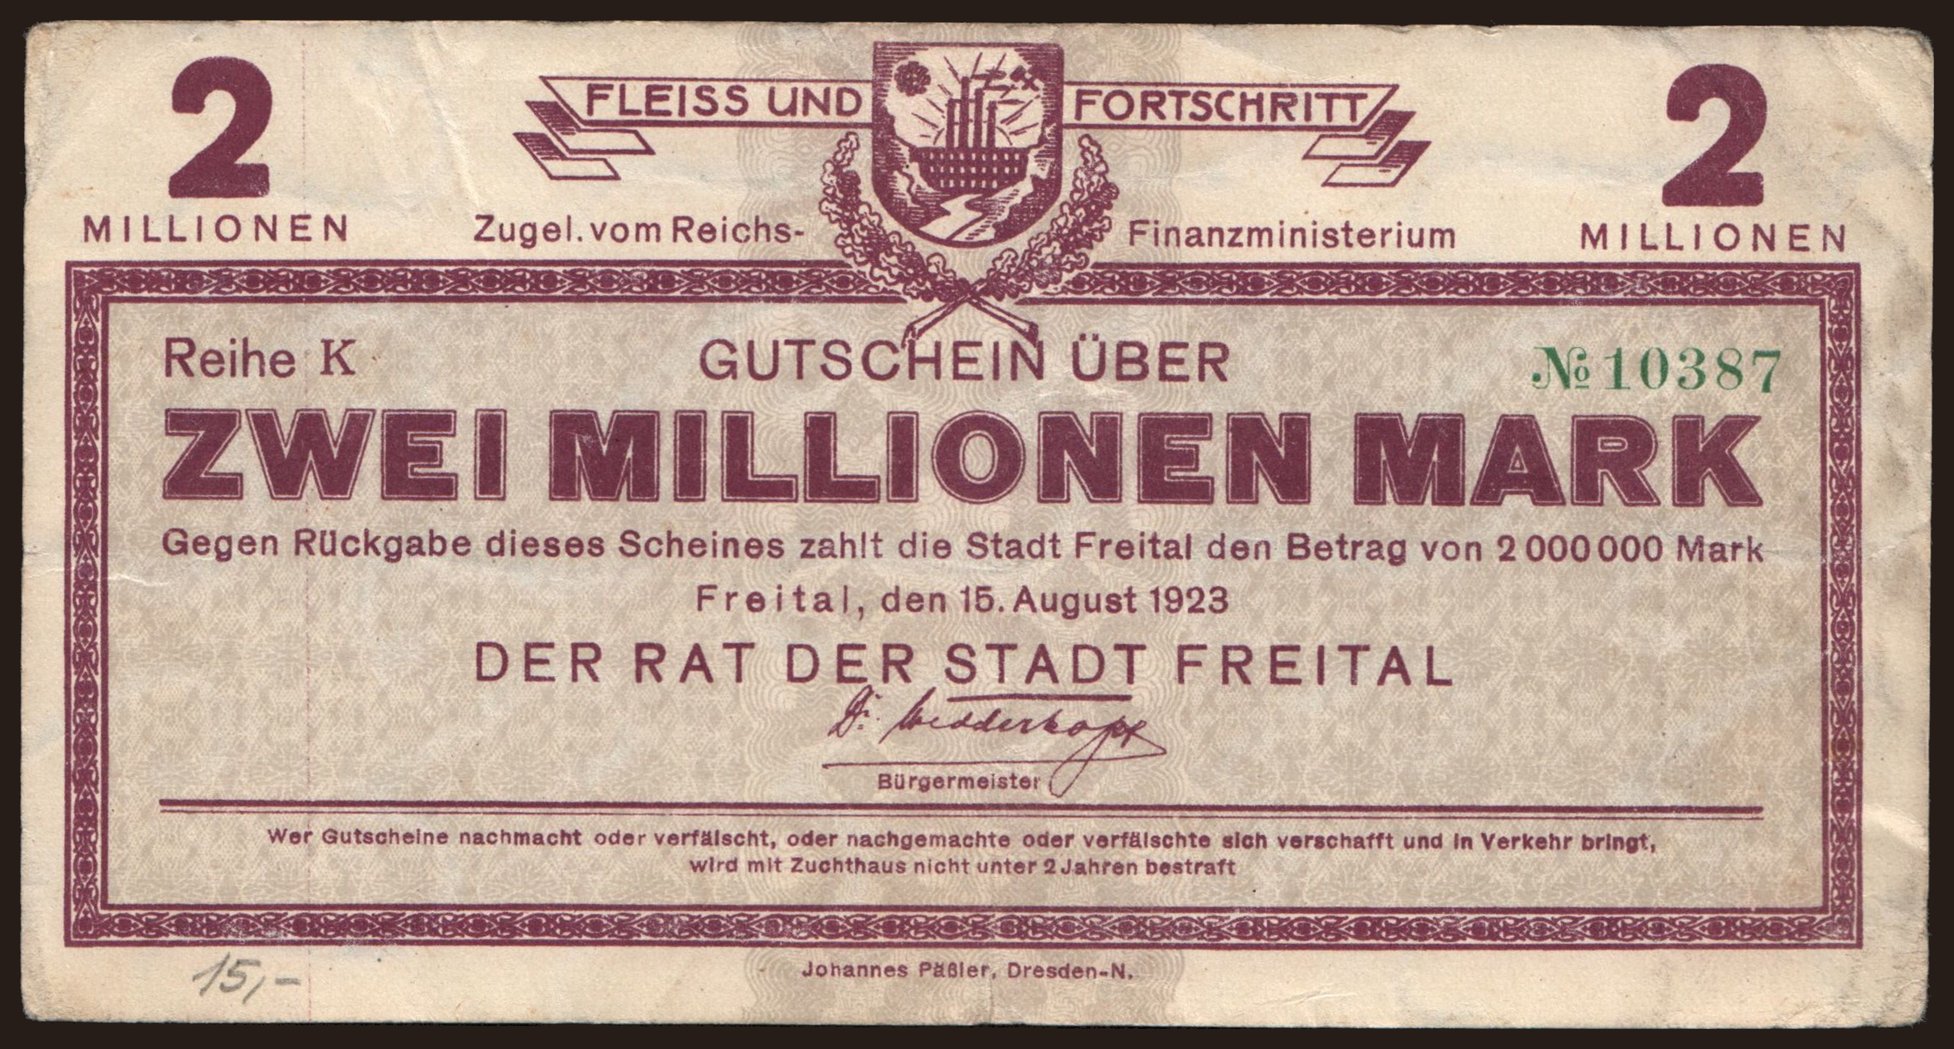 2 FLEISS UND FORTSCHRITT 2
MILLIONEN Zugel. vom Reichs- Finanzministerium MILLIONEN
Reihe K GUTSCHEIN ÜBER № 10387
ZWEI MILLIONEN MARK
Gegen Rückgabe dieses Scheines zahlt die Stadt Freital den Betrag von 2 000 000 Mark
Freital, den 15. August 1923
DER RAT DER STADT FREITAL
Dr. Wedderkopf
Bürgermeister
Wer Gutscheine nachmacht oder verfälscht, oder nachgemachte oder verfälschte sich verschafft und in Verkehr bringt,
wird mit Zuchthaus nicht unter 2 Jahren bestraft
Johannes Päßler, Dresden-N.
15,-